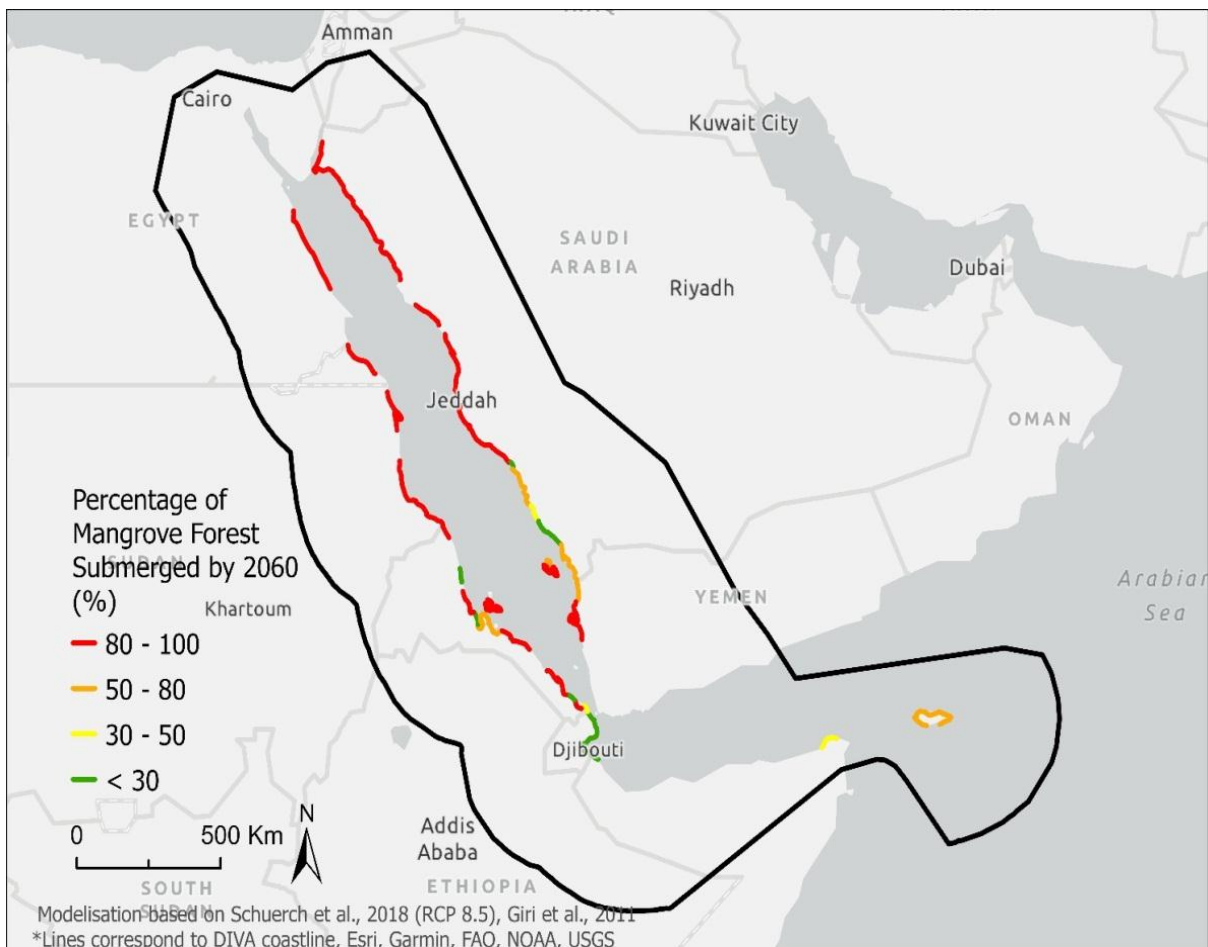 Amman
Cairo
Kuwait City
EGYPT
SAUDI
ARABIA
Dubai
Riyadh
OMAN
Jeddah
Percentage of
Mangrove Forest
SUDAN
Submerged by 2060
(%)
Khartoum
YEMEN
Arabian
Sea
80 - 100
50 - 80
30 - 50
< 30
Djibouti
N
0 500 Km
Addis
Ababa
ETHIOPIA
SOUTH
SUDAN
Modelisation based on Schuerch et al., 2018 (RCP 8.5), Giri et al., 2011
*Lines correspond to DIVA coastline, Esri, Garmin, FAO, NOAA, USGS